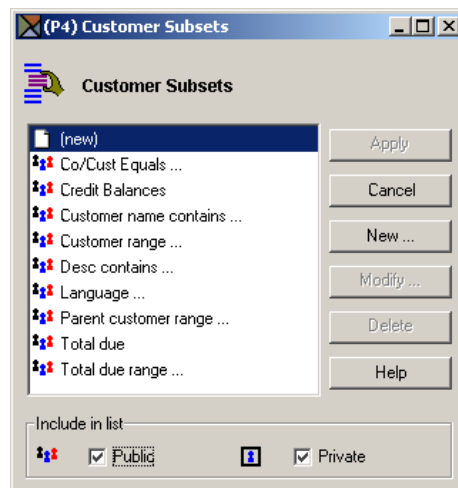 (P4) Customer Subsets
Customer Subsets
(new)
Co/Cust Equals ...
Credit Balances
Customer name contains ...
Customer range ...
Desc contains ...
Language ...
Parent customer range ...
Total due
Total due range ...
Apply
Cancel
New ...
Modify ...
Delete
Help
Include in list
Public
Private